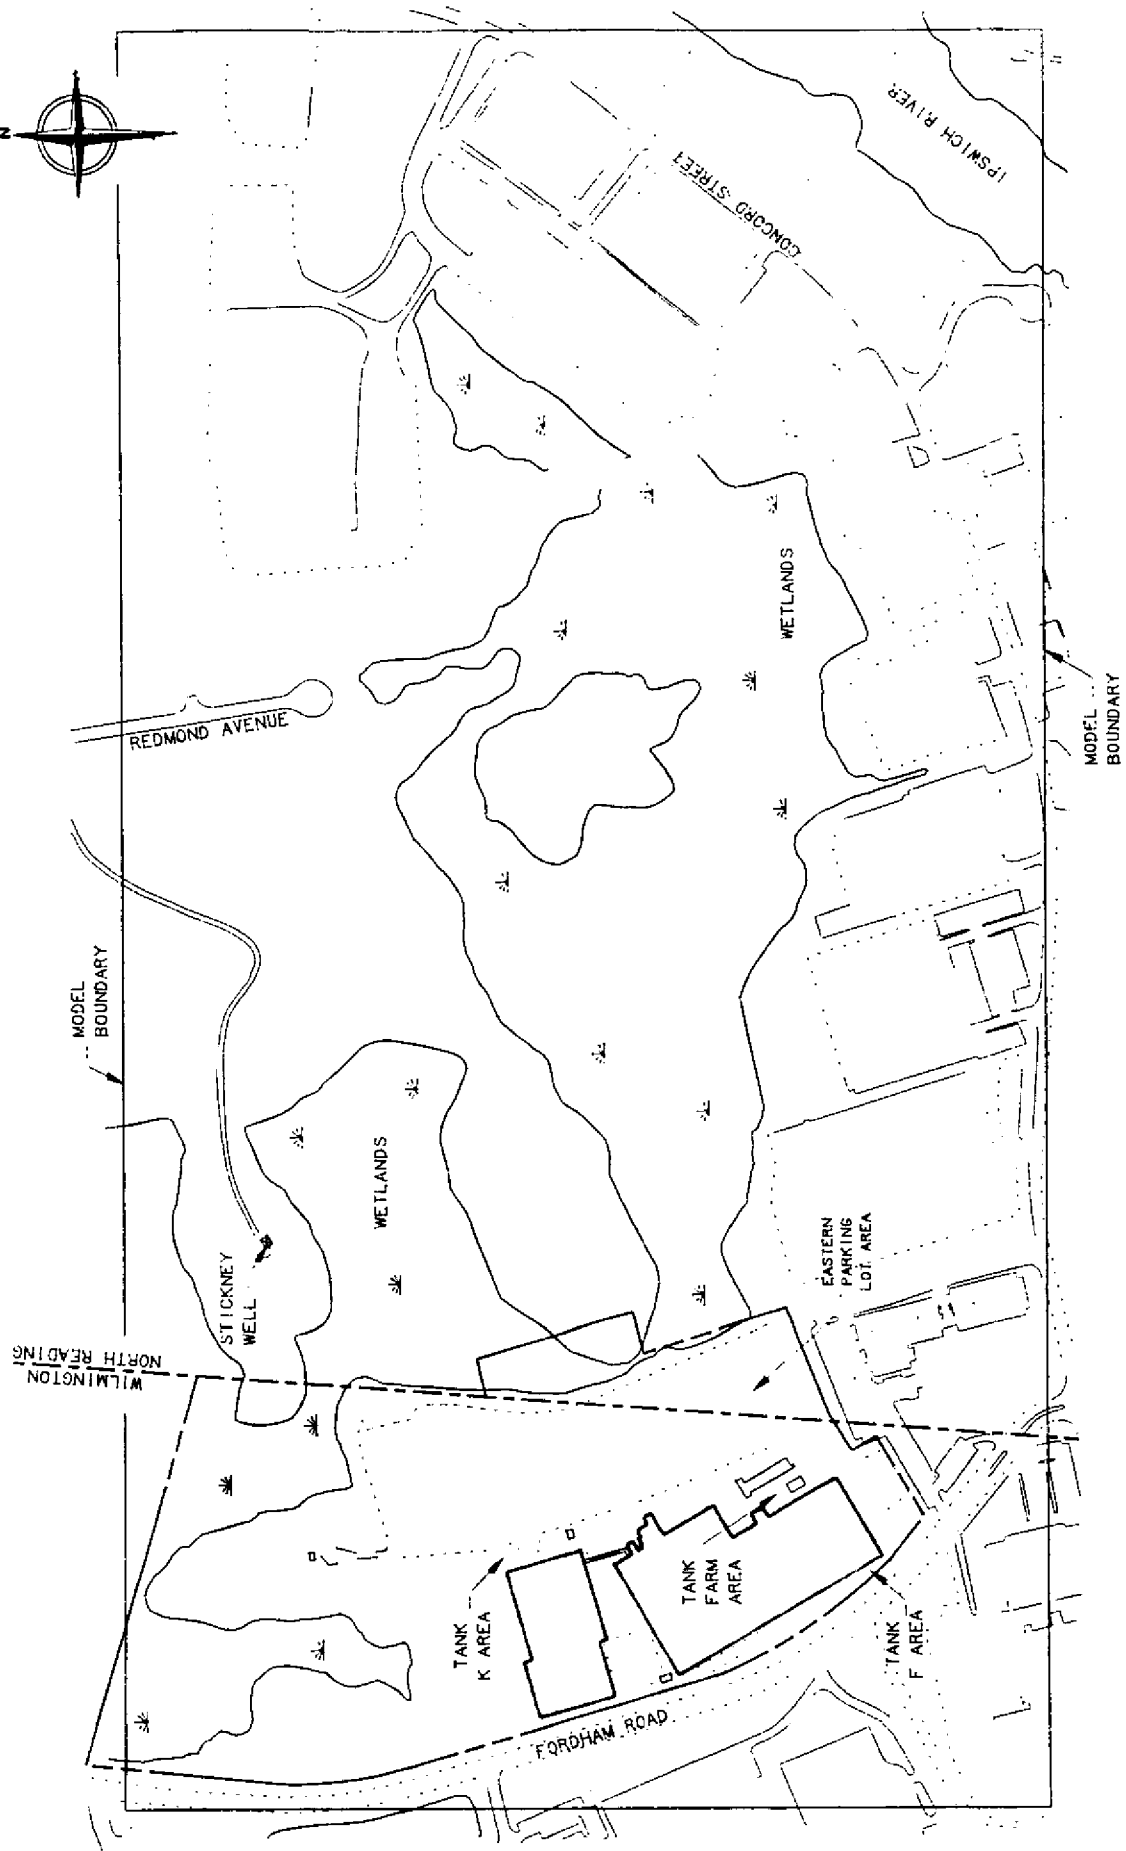 N
IPSWICH RIVER
CONCORD STREET
WETLANDS
REDMOND AVENUE
MODEL
BOUNDARY
MODEL
BOUNDARY
WETLANDS
STICKNEY
WELL
EASTERN
PARKING
LOT AREA
NORTH READING
WILMINGTON
TANK
K AREA
TANK
FARM
AREA
TANK
F AREA
FORDHAM ROAD